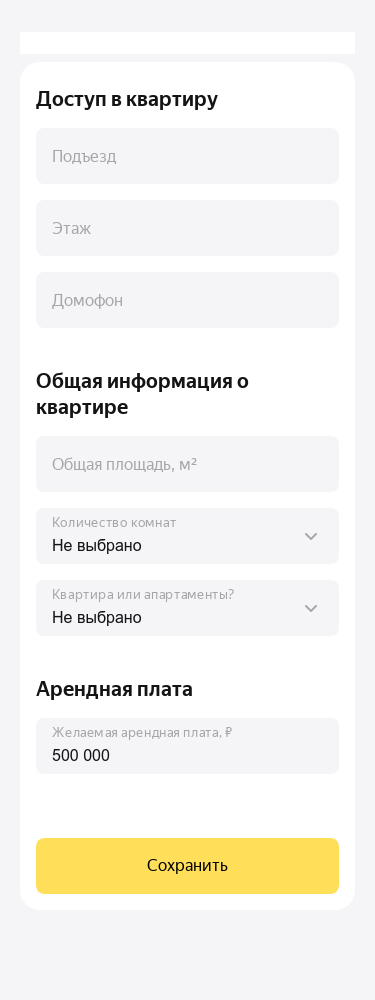 Доступ в квартиру
Подъезд
Этаж
Домофон
Общая информация о
квартире
Общая площадь, м²
Количество комнат
Не выбрано
Квартира или апартаменты?
Не выбрано
Арендная плата
Желаемая арендная плата, ₽
500 000
Сохранить